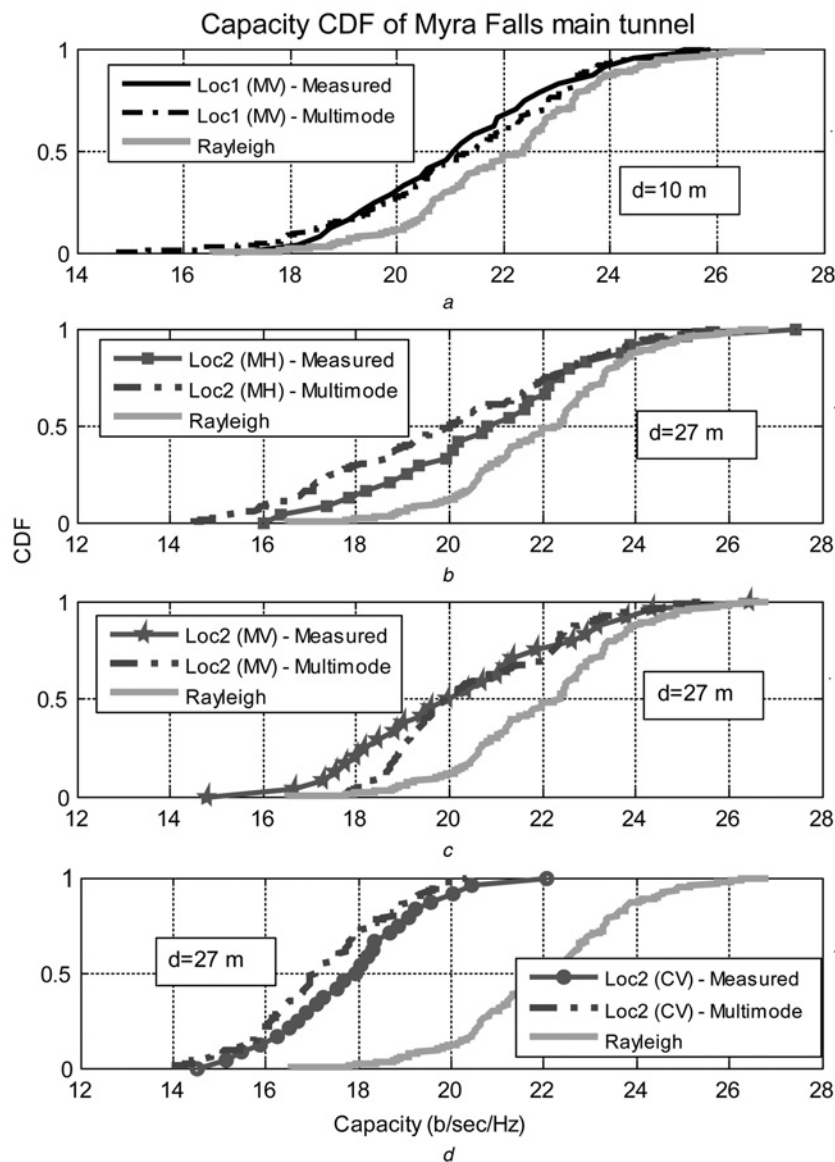 Capacity CDF of Myra Falls main tunnel
1
0.5
0
Loc1 (MV) - Measured
Loc1 (MV) - Multimode
Rayleigh
d=10 m
14 16 18 20 22 24 26 28
a
1
0.5
0
Loc2 (MH) - Measured
Loc2 (MH) - Multimode
Rayleigh
d=27 m
12 14 16 18 20 22 24 26 28
b
CDF
1
0.5
0
Loc2 (MV) - Measured
Loc2 (MV) - Multimode
Rayleigh
d=27 m
12 14 16 18 20 22 24 26 28
c
1
0.5
0
d=27 m
Loc2 (CV) - Measured
Loc2 (CV) - Multimode
Rayleigh
12 14 16 18 20 22 24 26 28
Capacity (b/sec/Hz)
d